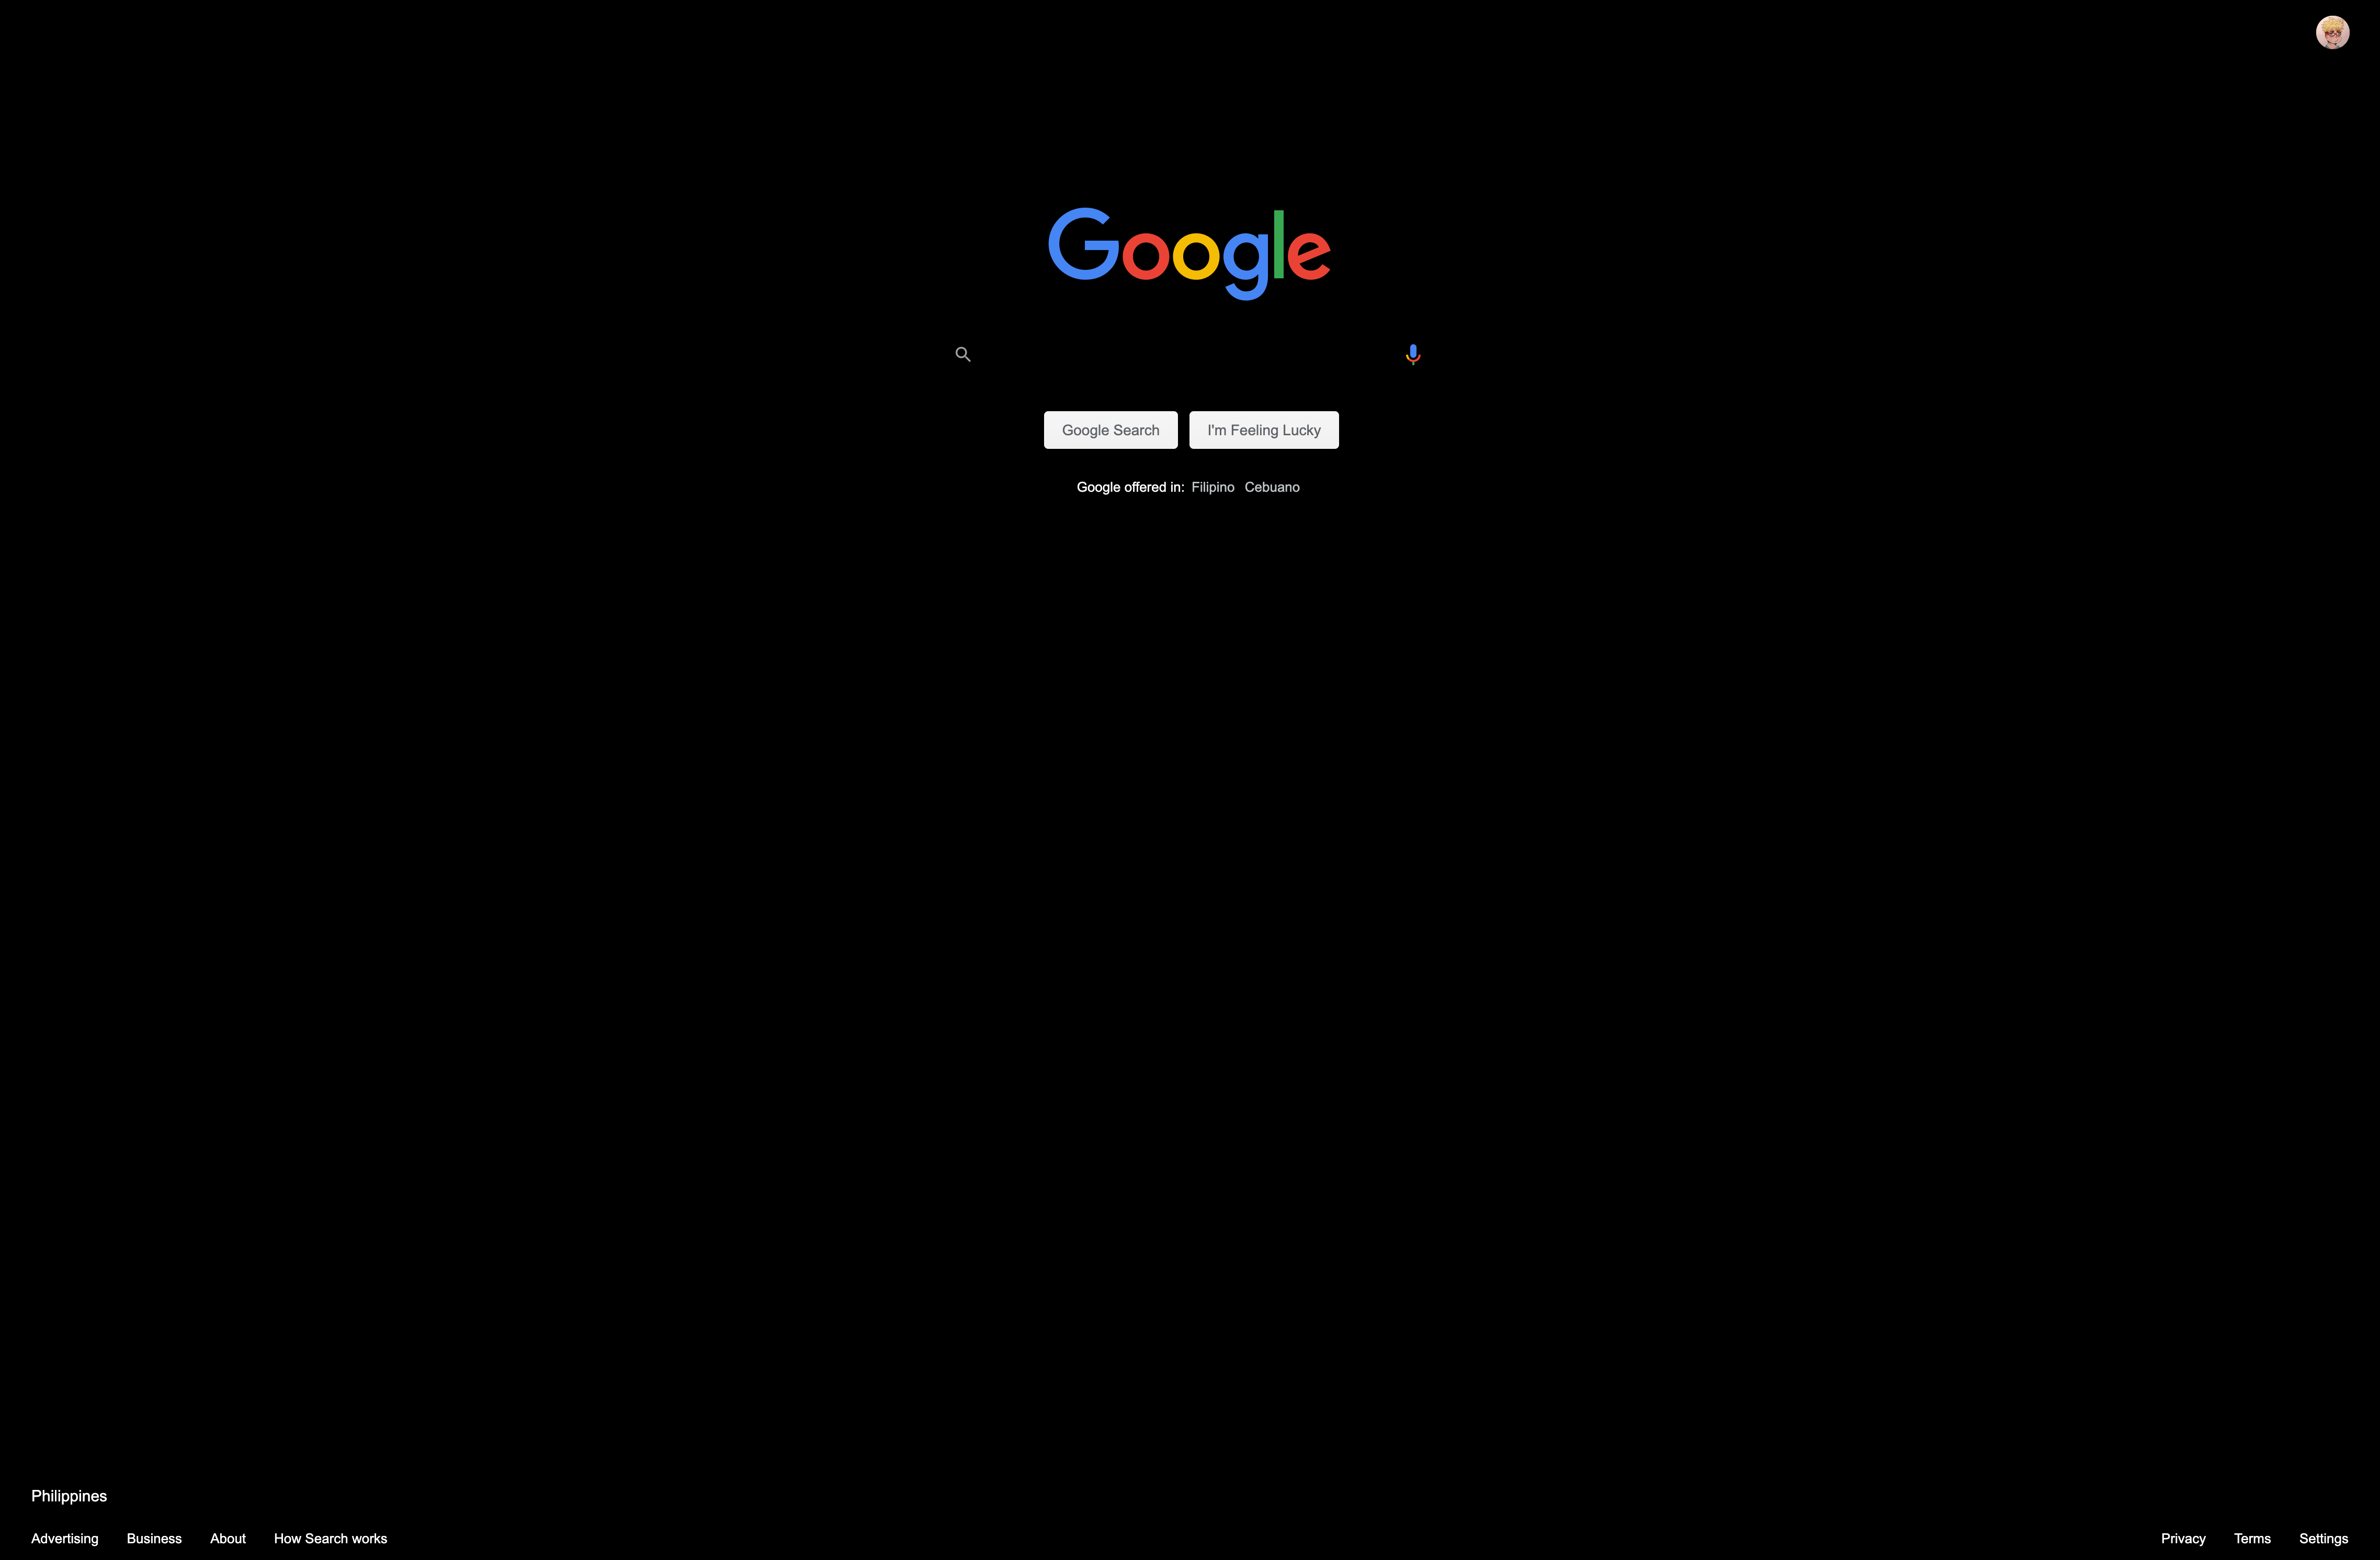 Google
Google Search
I'm Feeling Lucky
Google offered in: Filipino Cebuano
Philippines
Advertising Business About How Search works Privacy Terms Settings